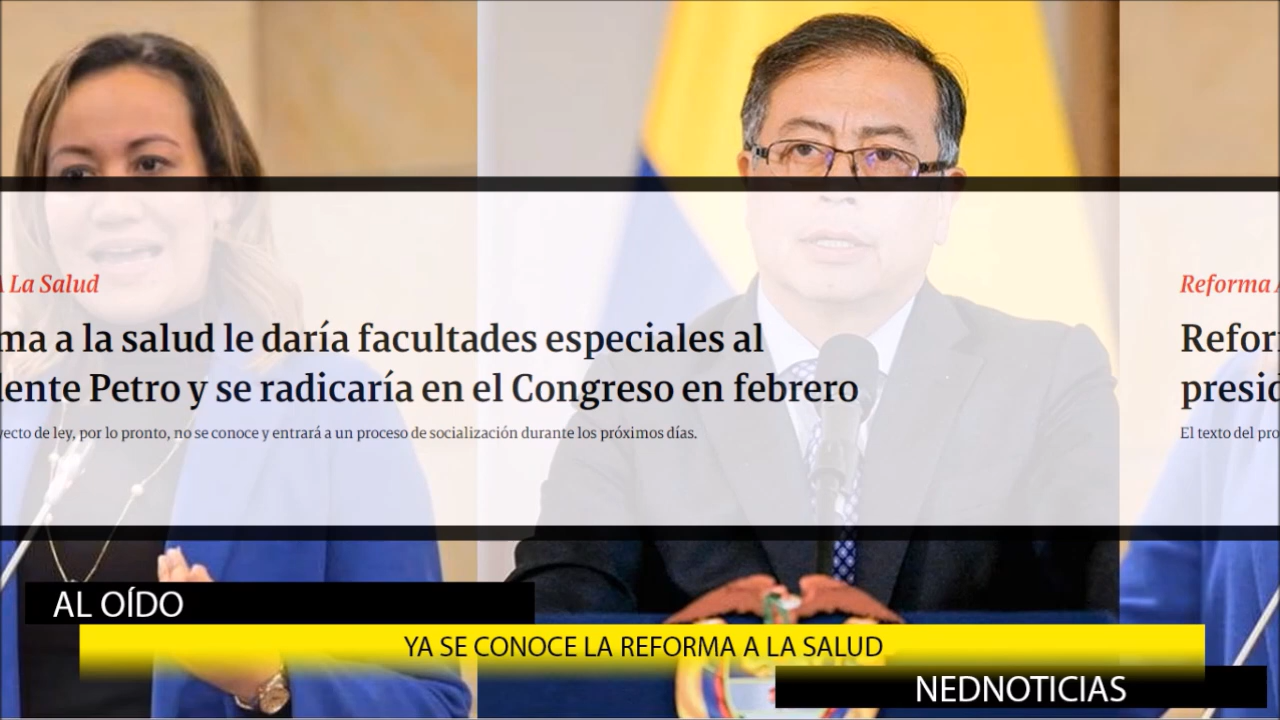 A La Salud
ma a la salud le daría facultades especiales al
dente Petro y se radicaría en el Congreso en febrero
yecto de ley, por lo pronto, no se conoce y entrará a un proceso de socialización durante los próximos días.
Reforma A
Refor
presid
El texto del pro
AL OÍDO
YA SE CONOCE LA REFORMA A LA SALUD
NEDNOTICIAS